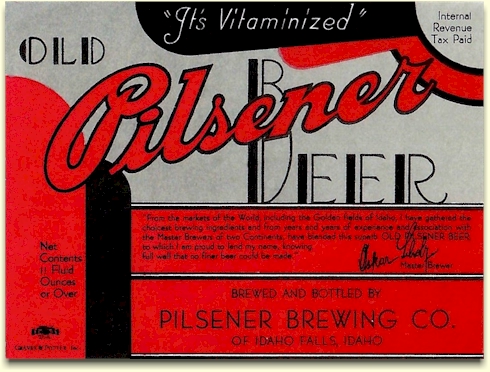 "It's Vitaminized"
Internal
Revenue
Tax Paid
OLD
Pilsener
BEER
"From the markets of the World, including the Golden fields of Idaho, I have gathered the
choicest brewing ingredients and from years and years of experience and association with
the Master Brewers of two Continents, have blended this superb OLD PILSENER BEER
to which I am proud to lend my name, knowing
Full well that no finer beer could be made."
Oskar
Master Brewer
Net
Contents
11 Fluid
Ounces
or Over
BREWED AND BOTTLED BY
PILSENER BREWING CO.
OF IDAHO FALLS, IDAHO